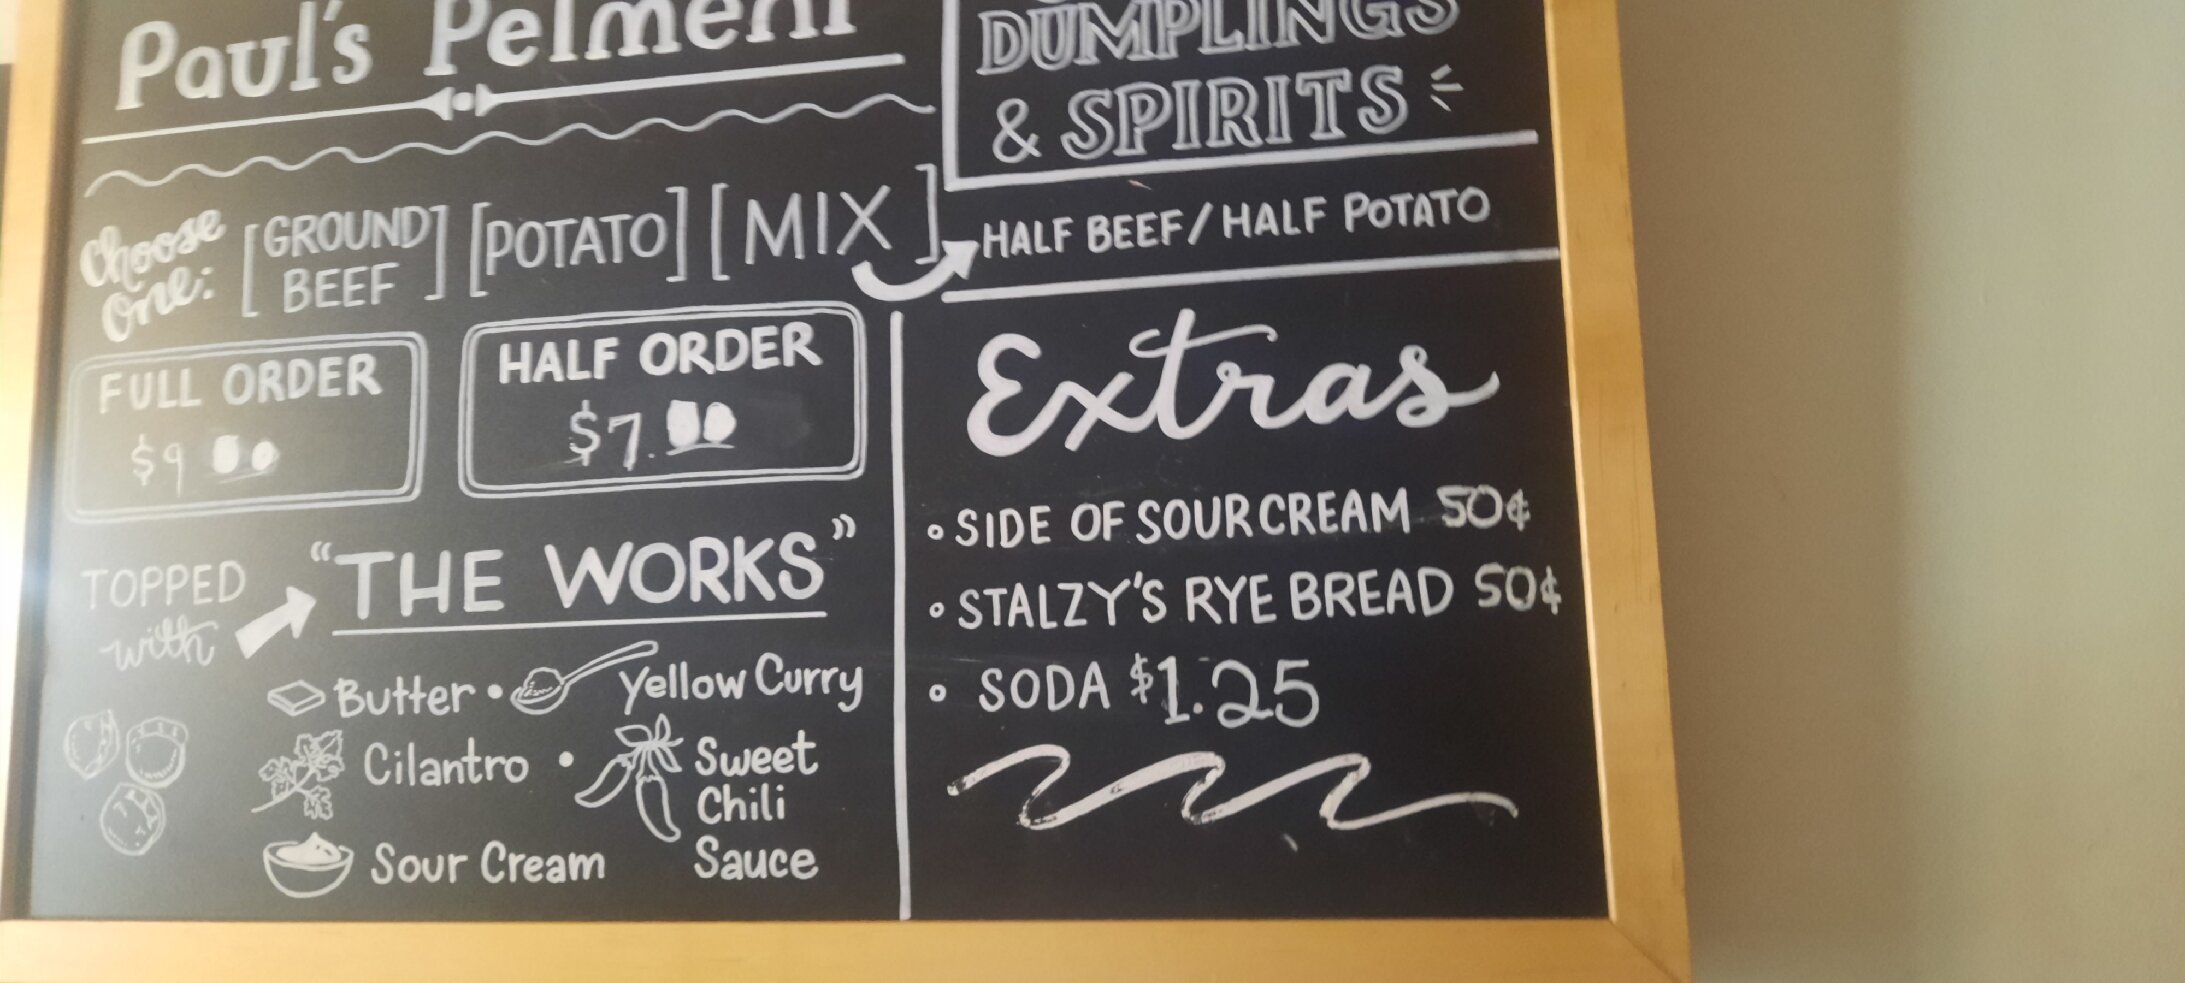 Paul's Pelmeni
DUMPLINGS
& SPIRITS
Choose
One:
[GROUND
BEEF]
[POTATO]
[MIX]
HALF BEEF/HALF POTATO
FULL ORDER
$9.00
HALF ORDER
$7.00
TOPPED
with
"THE WORKS"
Butter • Yellow Curry
Cilantro •
Sweet
Chili
Sauce
Sour Cream
Extras
• SIDE OF SOUR CREAM 50¢
• STALZY'S RYE BREAD 50¢
• SODA $1.25